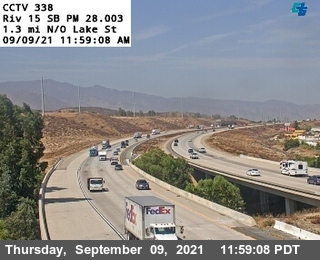 CCTV 338
Riv 15 SB PM 28.003
1.3 mi N/O Lake St
09/09/21 11:59:08 AM
FedEx
Thursday, September 09, 2021 11:59:08 PDT